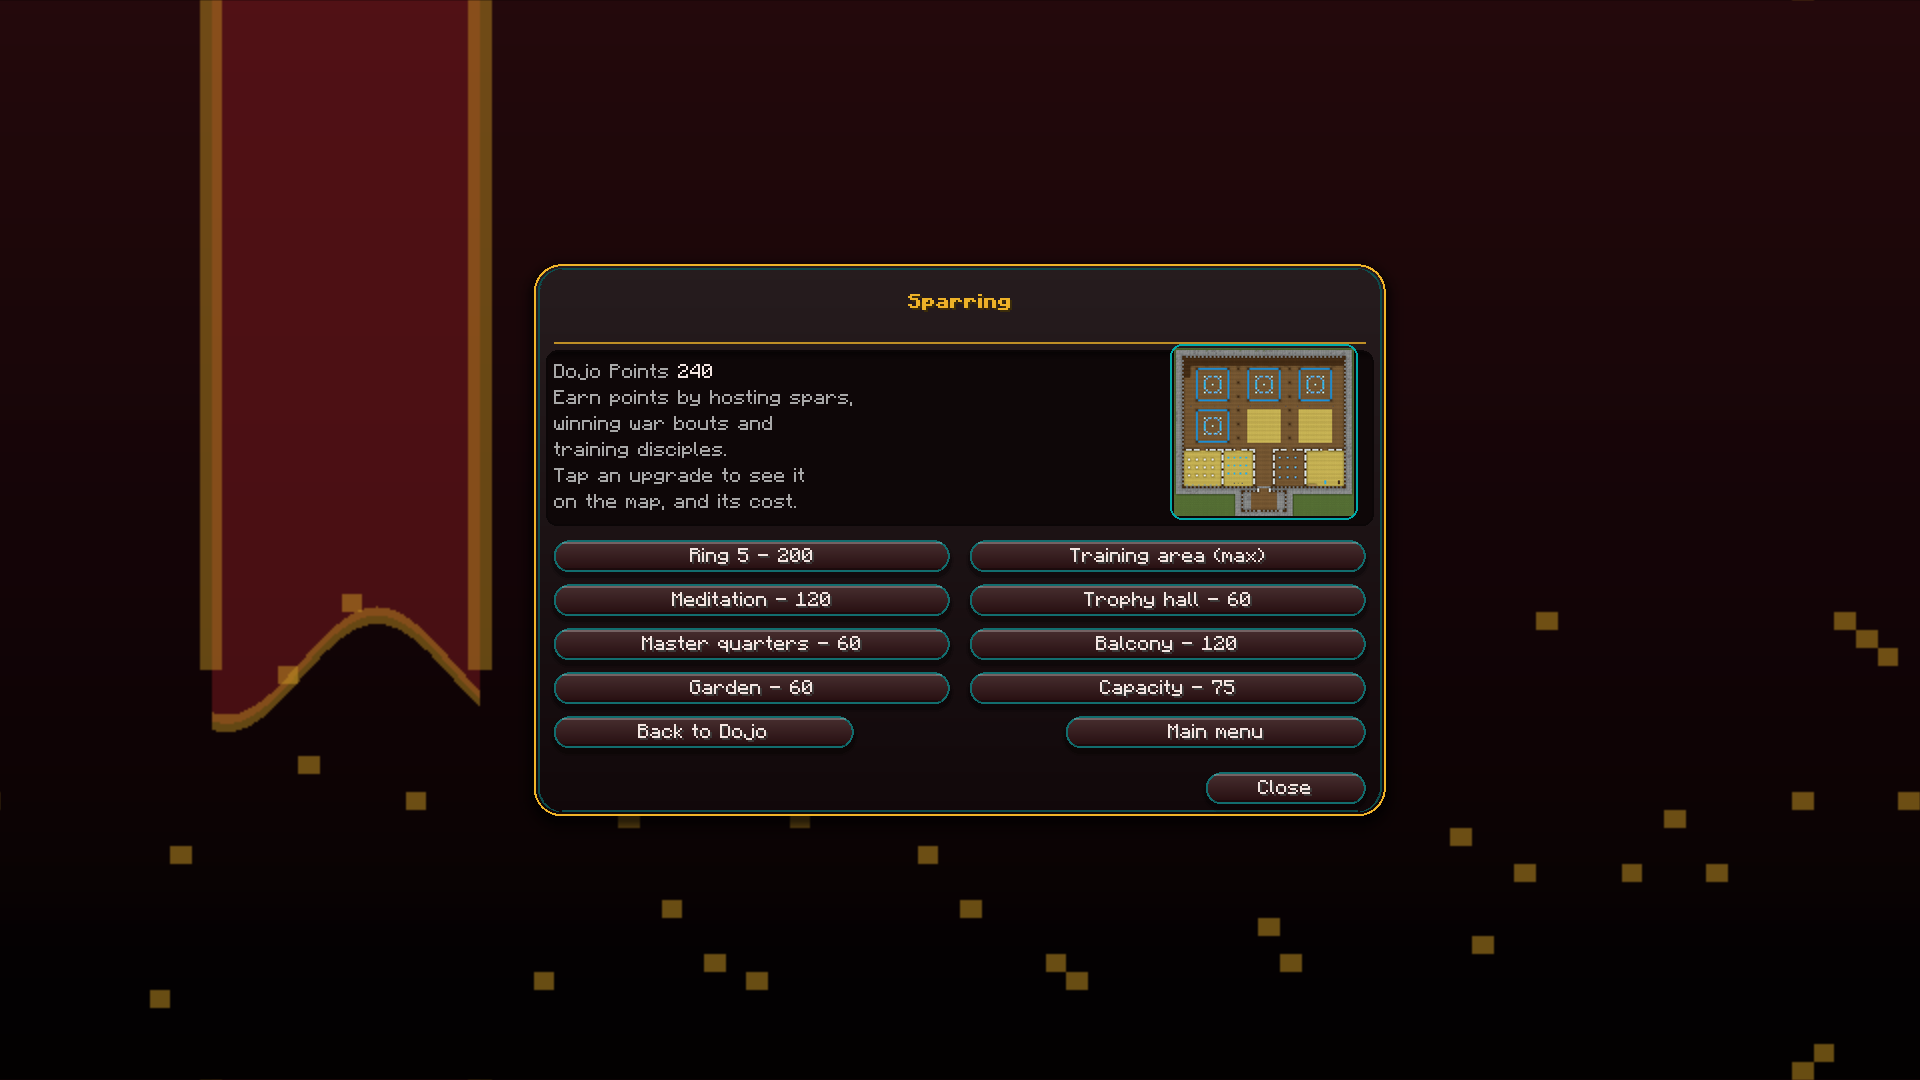 Sparring
Dojo Points 240
Earn points by hosting spars,
winning war bouts and
training disciples.
Tap an upgrade to see it
on the map, and its cost.
Ring 5 - 200
Training area (max)
Meditation - 120
Trophy hall - 60
Master quarters - 60
Balcony - 120
Garden - 60
Capacity - 75
Back to Dojo
Main menu
Close